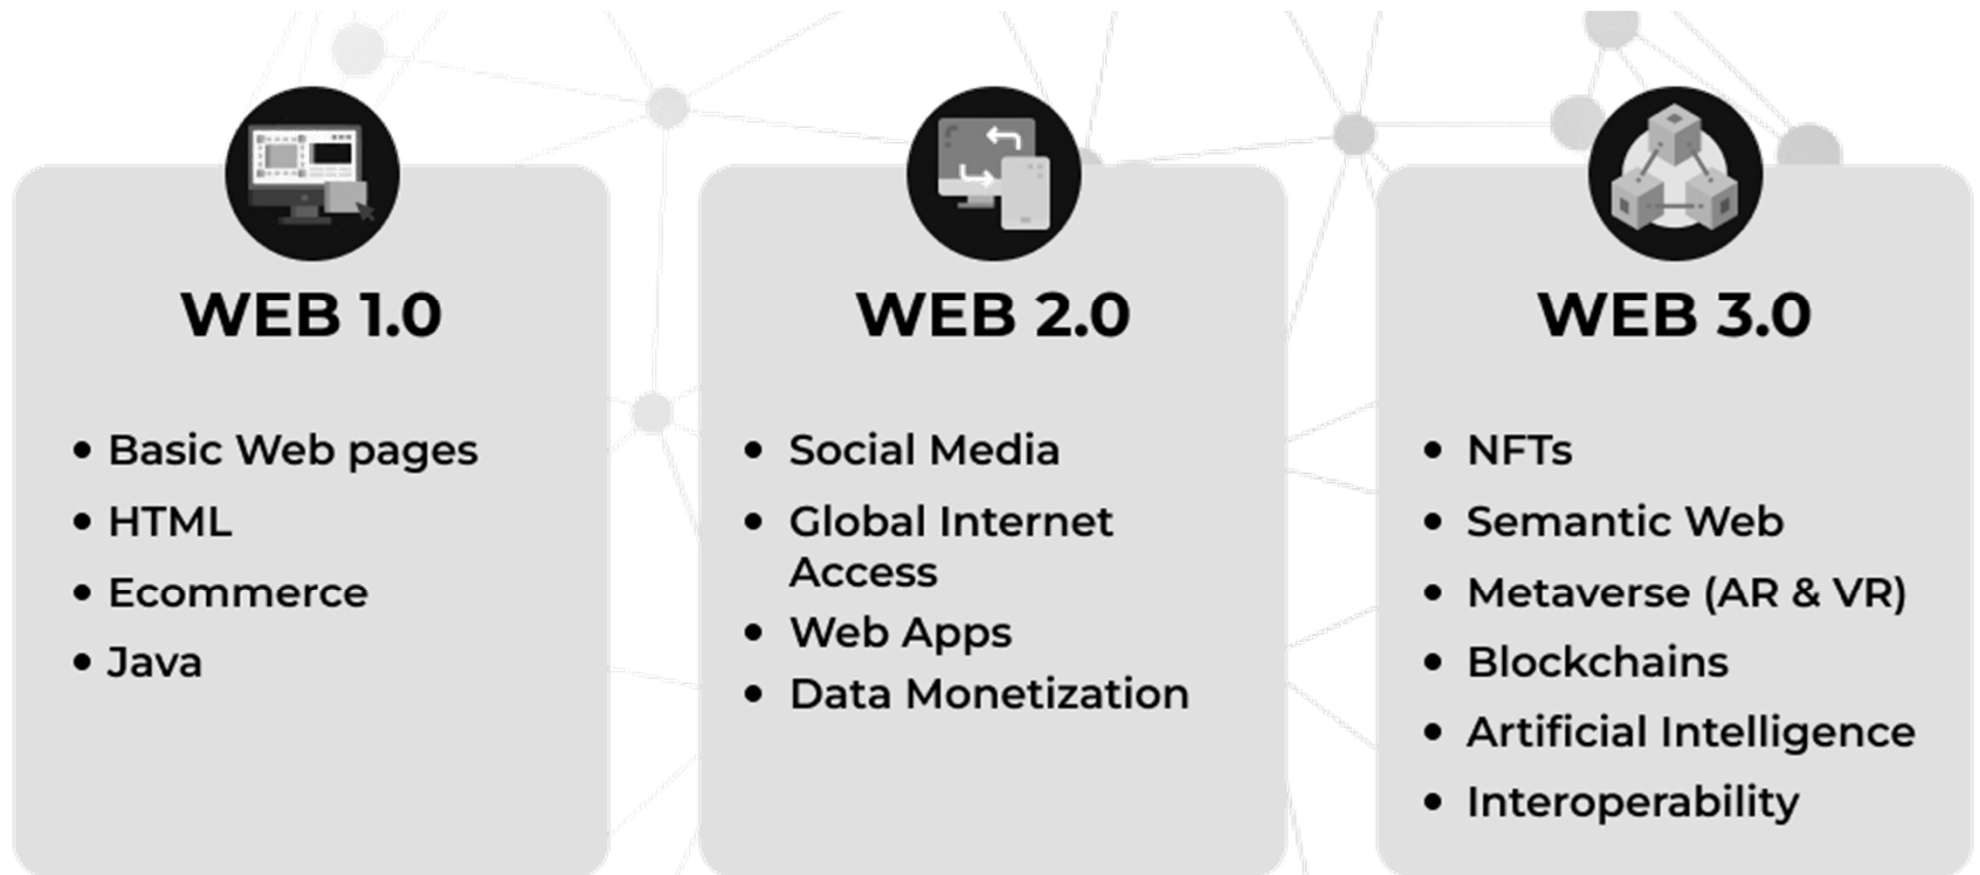 WEB 1.0
• Basic Web pages
• HTML
• Ecommerce
• Java
WEB 2.0
• Social Media
• Global Internet
Access
• Web Apps
• Data Monetization
WEB 3.0
• NFTs
• Semantic Web
• Metaverse (AR & VR)
• Blockchains
• Artificial Intelligence
• Interoperability